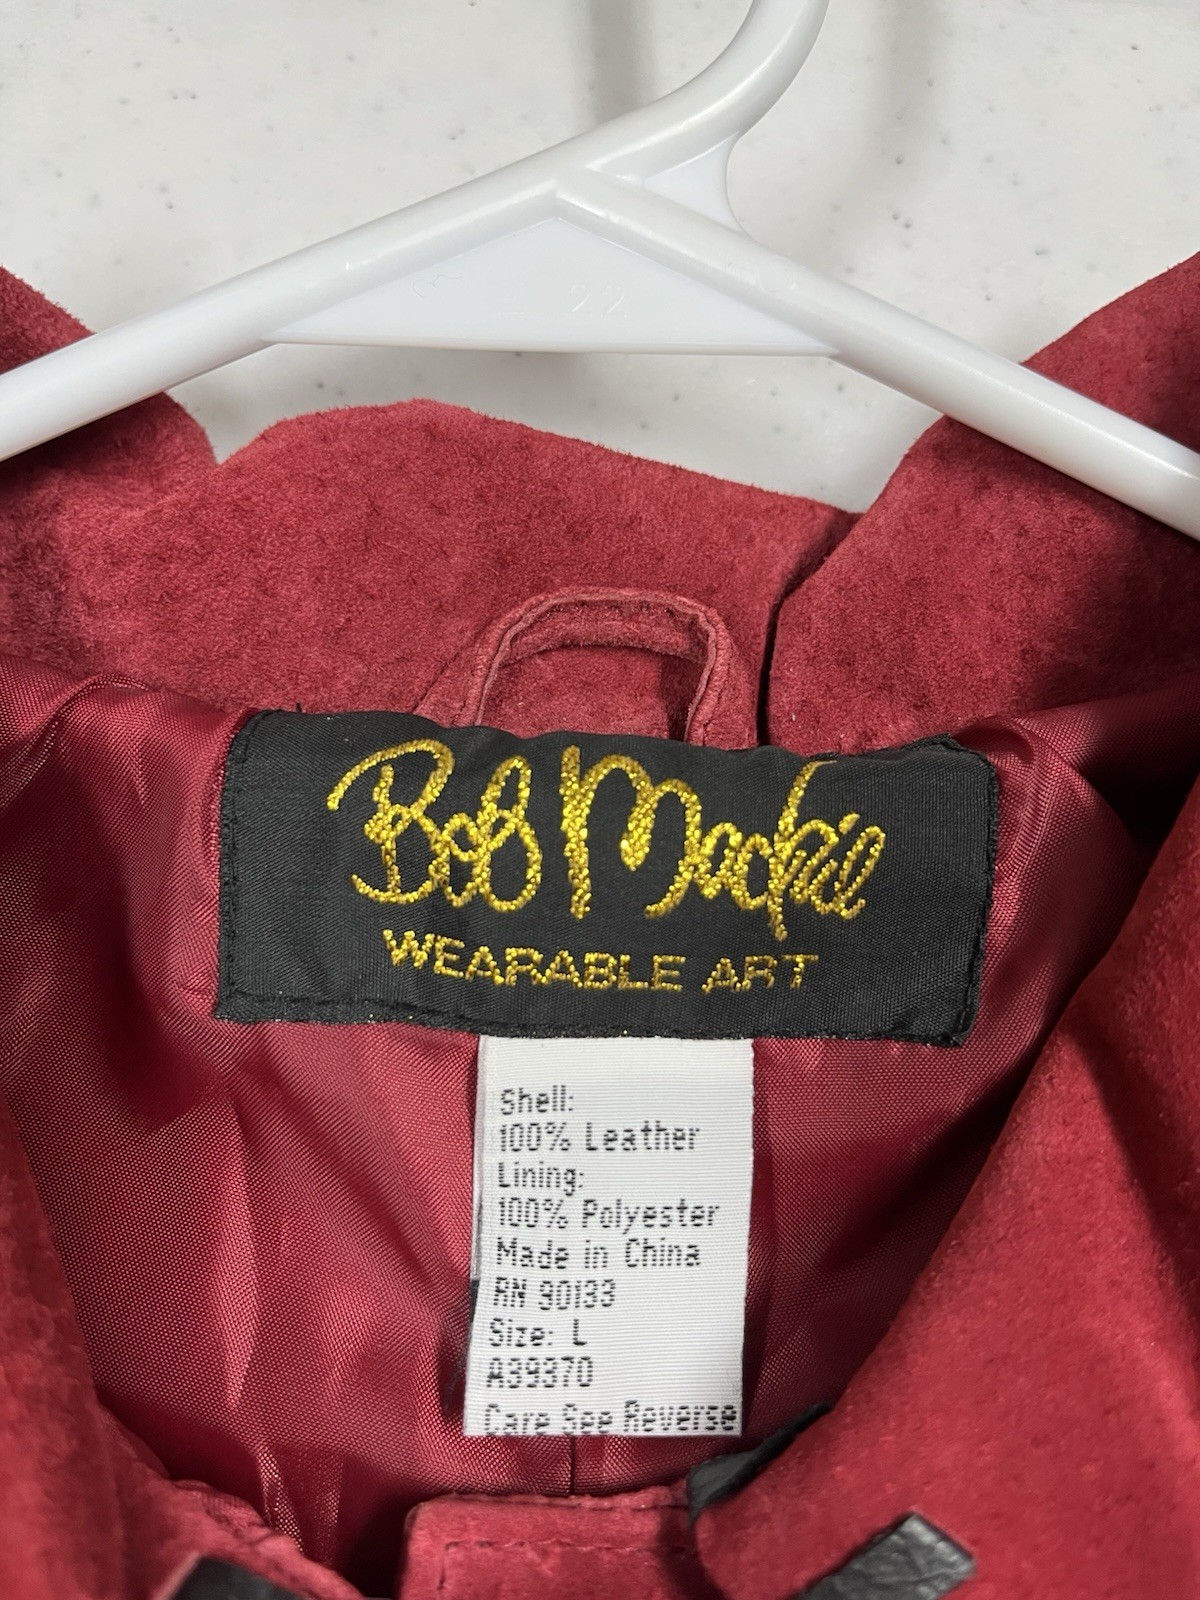 22
Bob Mackie
WEARABLE ART
Shell:
100% Leather
Lining:
100% Polyester
Made in China
RN 90133
Size: L
A39370
Care See Reverse